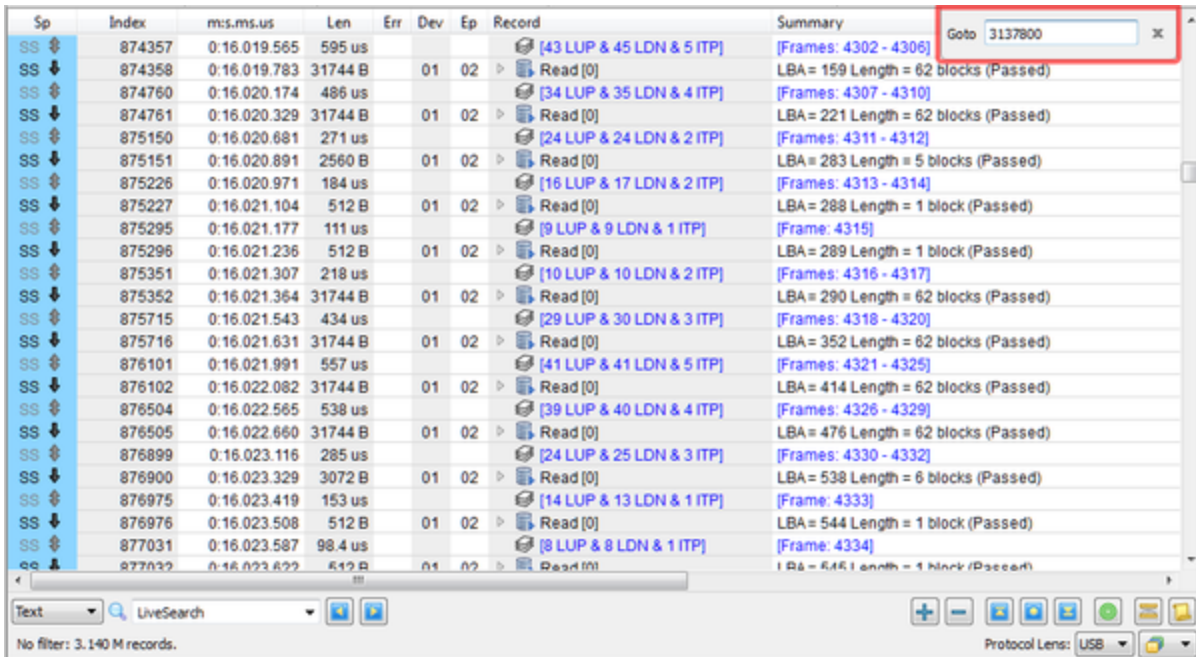 Sp Index m:s.ms.us Len Err Dev Ep Record Summary
Goto 3137800
SS 874357 0:16.019.565 595 us [43 LUP & 45 LDN & 5 ITP] [Frames: 4302 - 4306]
SS 874358 0:16.019.783 31744 B 01 02 Read [0] LBA = 159 Length = 62 blocks (Passed)
SS 874760 0:16.020.174 486 us [34 LUP & 35 LDN & 4 ITP] [Frames: 4307 - 4310]
SS 874761 0:16.020.329 31744 B 01 02 Read [0] LBA = 221 Length = 62 blocks (Passed)
SS 875150 0:16.020.681 271 us [24 LUP & 24 LDN & 2 ITP] [Frames: 4311 - 4312]
SS 875151 0:16.020.891 2560 B 01 02 Read [0] LBA = 283 Length = 5 blocks (Passed)
SS 875226 0:16.020.971 184 us [16 LUP & 17 LDN & 2 ITP] [Frames: 4313 - 4314]
SS 875227 0:16.021.104 512 B 01 02 Read [0] LBA = 288 Length = 1 block (Passed)
SS 875295 0:16.021.177 111 us [9 LUP & 9 LDN & 1 ITP] [Frame: 4315]
SS 875296 0:16.021.236 512 B 01 02 Read [0] LBA = 289 Length = 1 block (Passed)
SS 875351 0:16.021.307 218 us [10 LUP & 10 LDN & 2 ITP] [Frames: 4316 - 4317]
SS 875352 0:16.021.364 31744 B 01 02 Read [0] LBA = 290 Length = 62 blocks (Passed)
SS 875715 0:16.021.543 434 us [29 LUP & 30 LDN & 3 ITP] [Frames: 4318 - 4320]
SS 875716 0:16.021.631 31744 B 01 02 Read [0] LBA = 352 Length = 62 blocks (Passed)
SS 876101 0:16.021.991 557 us [41 LUP & 41 LDN & 5 ITP] [Frames: 4321 - 4325]
SS 876102 0:16.022.082 31744 B 01 02 Read [0] LBA = 414 Length = 62 blocks (Passed)
SS 876504 0:16.022.565 538 us [39 LUP & 40 LDN & 4 ITP] [Frames: 4326 - 4329]
SS 876505 0:16.022.660 31744 B 01 02 Read [0] LBA = 476 Length = 62 blocks (Passed)
SS 876899 0:16.023.116 285 us [24 LUP & 25 LDN & 3 ITP] [Frames: 4330 - 4332]
SS 876900 0:16.023.329 3072 B 01 02 Read [0] LBA = 538 Length = 6 blocks (Passed)
SS 876975 0:16.023.419 153 us [14 LUP & 13 LDN & 1 ITP] [Frame: 4333]
SS 876976 0:16.023.508 512 B 01 02 Read [0] LBA = 544 Length = 1 block (Passed)
SS 877031 0:16.023.587 98.4 us [8 LUP & 8 LDN & 1 ITP] [Frame: 4334]
SS 877032 0:16.023.622 512 B 01 02 Read [0] LBA = 545 Length = 1 block (Passed)
Text LiveSearch
No filter: 3.140 M records. Protocol Lens: USB